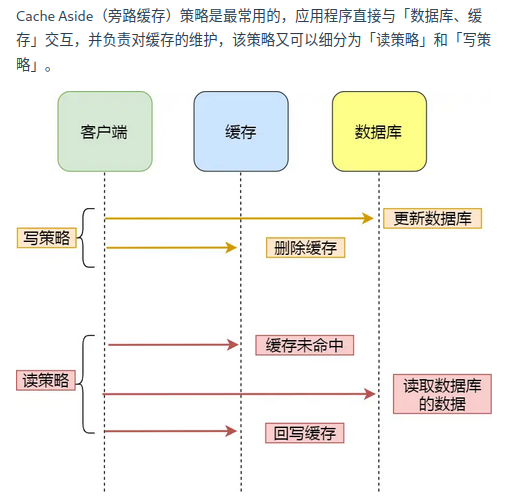 Cache Aside（旁路缓存）策略是最常用的，应用程序直接与「数据库、缓
存」交互，并负责对缓存的维护，该策略又可以细分为「读策略」和「写策
略」。
客户端
缓存
数据库
更新数据库
写策略
删除缓存
缓存未命中
读策略
读取数据库
的数据
回写缓存